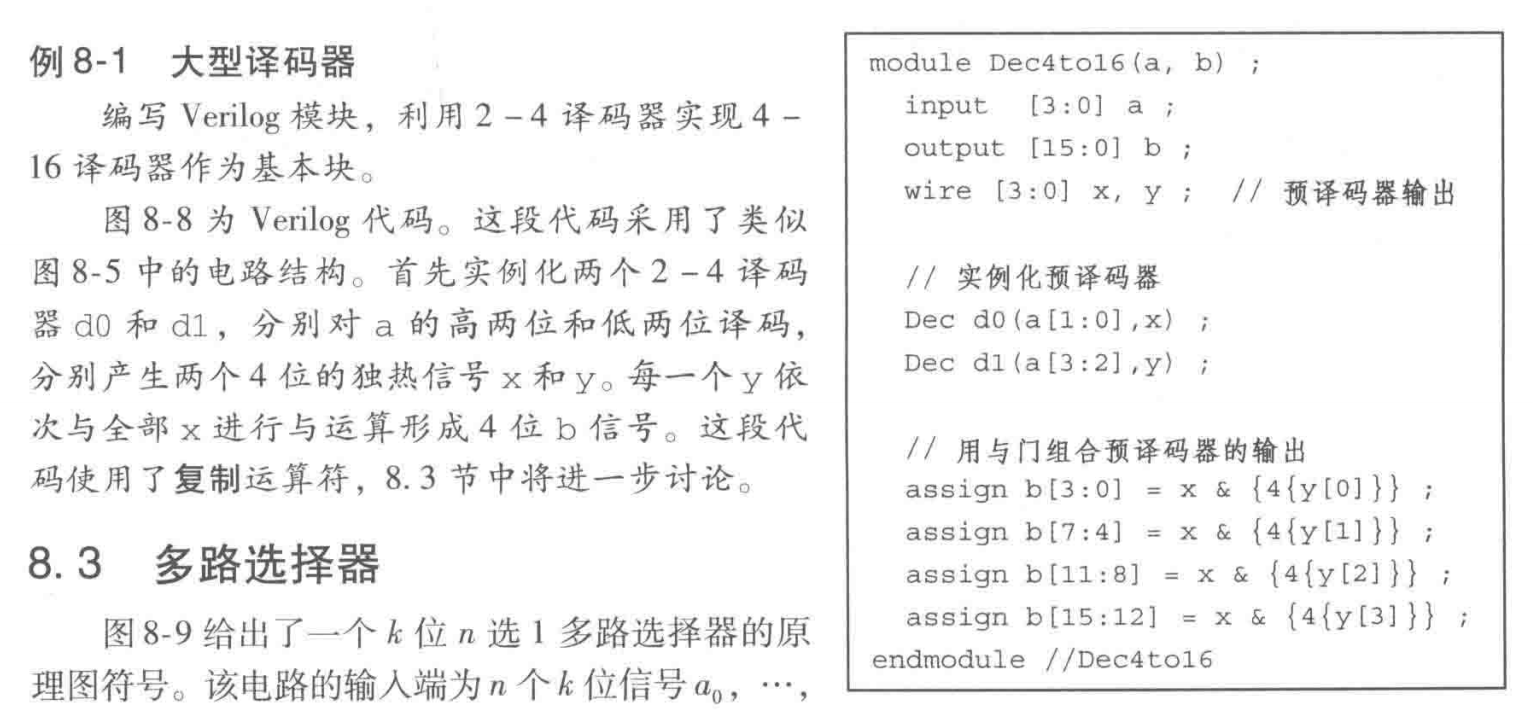 例 8-1 大型译码器
编写 Verilog 模块，利用 2 – 4 译码器实现 4 –
16 译码器作为基本块。
图 8-8 为 Verilog 代码。这段代码采用了类似
图 8-5 中的电路结构。首先实例化两个 2 – 4 译码
器 d0 和 d1，分别对 a 的高两位和低两位译码，
分别产生两个 4 位的独热信号 x 和 y。每一个 y 依
次与全部 x 进行与运算形成 4 位 b 信号。这段代
码使用了复制运算符，8.3 节中将进一步讨论。
8.3 多路选择器
图 8-9 给出了一个 k 位 n 选 1 多路选择器的原
理图符号。该电路的输入端为 n 个 k 位信号 a₀，…，
module Dec4to16(a, b) ;
input [3:0] a ;
output [15:0] b ;
wire [3:0] x, y ; // 预译码器输出
// 实例化预译码器
Dec d0(a[1:0],x) ;
Dec d1(a[3:2],y) ;
// 用与门组合预译码器的输出
assign b[3:0] = x & {4{y[0]}} ;
assign b[7:4] = x & {4{y[1]}} ;
assign b[11:8] = x & {4{y[2]}} ;
assign b[15:12] = x & {4{y[3]}} ;
endmodule //Dec4to16